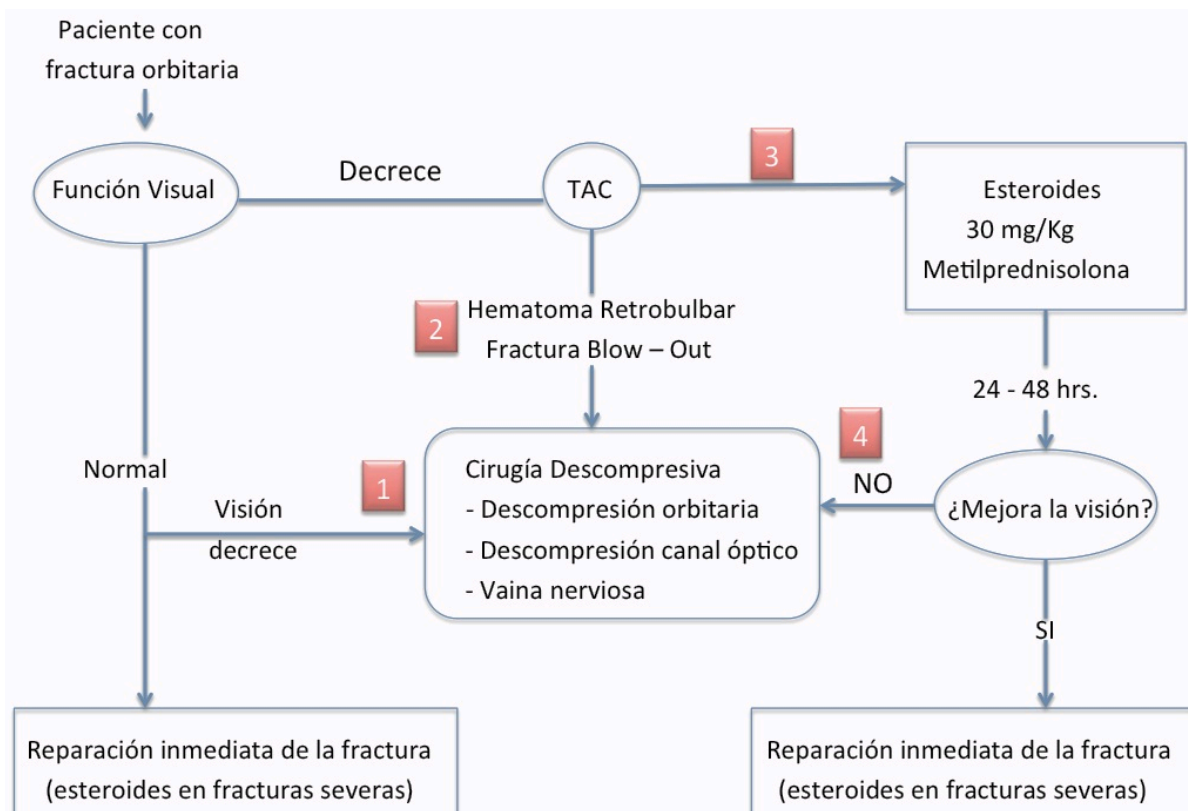 Paciente con
fractura orbitaria
Función Visual
Decrece
TAC
3
Esteroides
30 mg/Kg
Metilprednisolona
2
Hematoma Retrobulbar
Fractura Blow – Out
24 - 48 hrs.
Normal
Visión
decrece
1
Cirugía Descompresiva
- Descompresión orbitaria
- Descompresión canal óptico
- Vaina nerviosa
4
NO
¿Mejora la visión?
SI
Reparación inmediata de la fractura
(esteroides en fracturas severas)
Reparación inmediata de la fractura
(esteroides en fracturas severas)